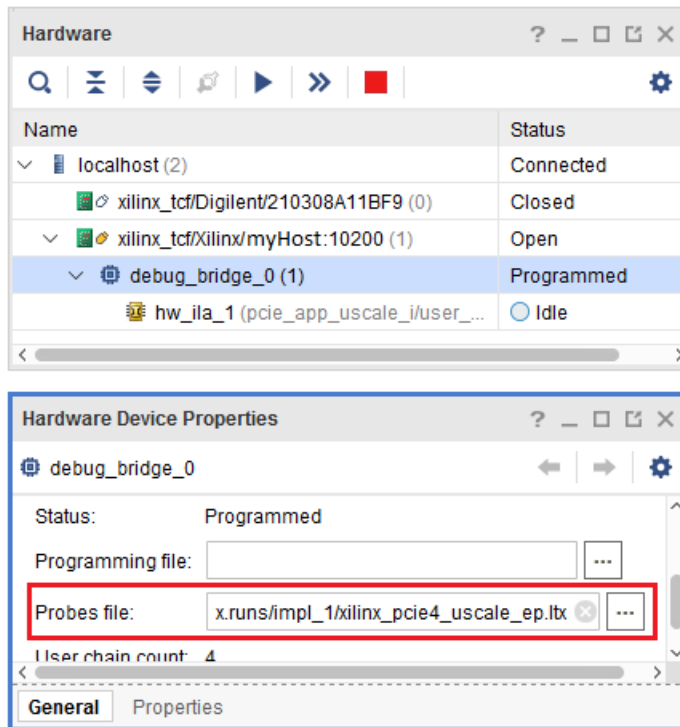 Hardware
Name Status
localhost (2) Connected
xilinx_tcf/Digilent/210308A11BF9 (0) Closed
xilinx_tcf/Xilinx/myHost:10200 (1) Open
debug_bridge_0 (1) Programmed
hw_ila_1 (pcie_app_uscale_i/user_... Idle
Hardware Device Properties
debug_bridge_0
Status: Programmed
Programming file:
Probes file: x.runs/impl_1/xilinx_pcie4_uscale_ep.ltx
User chain count: 4
General Properties